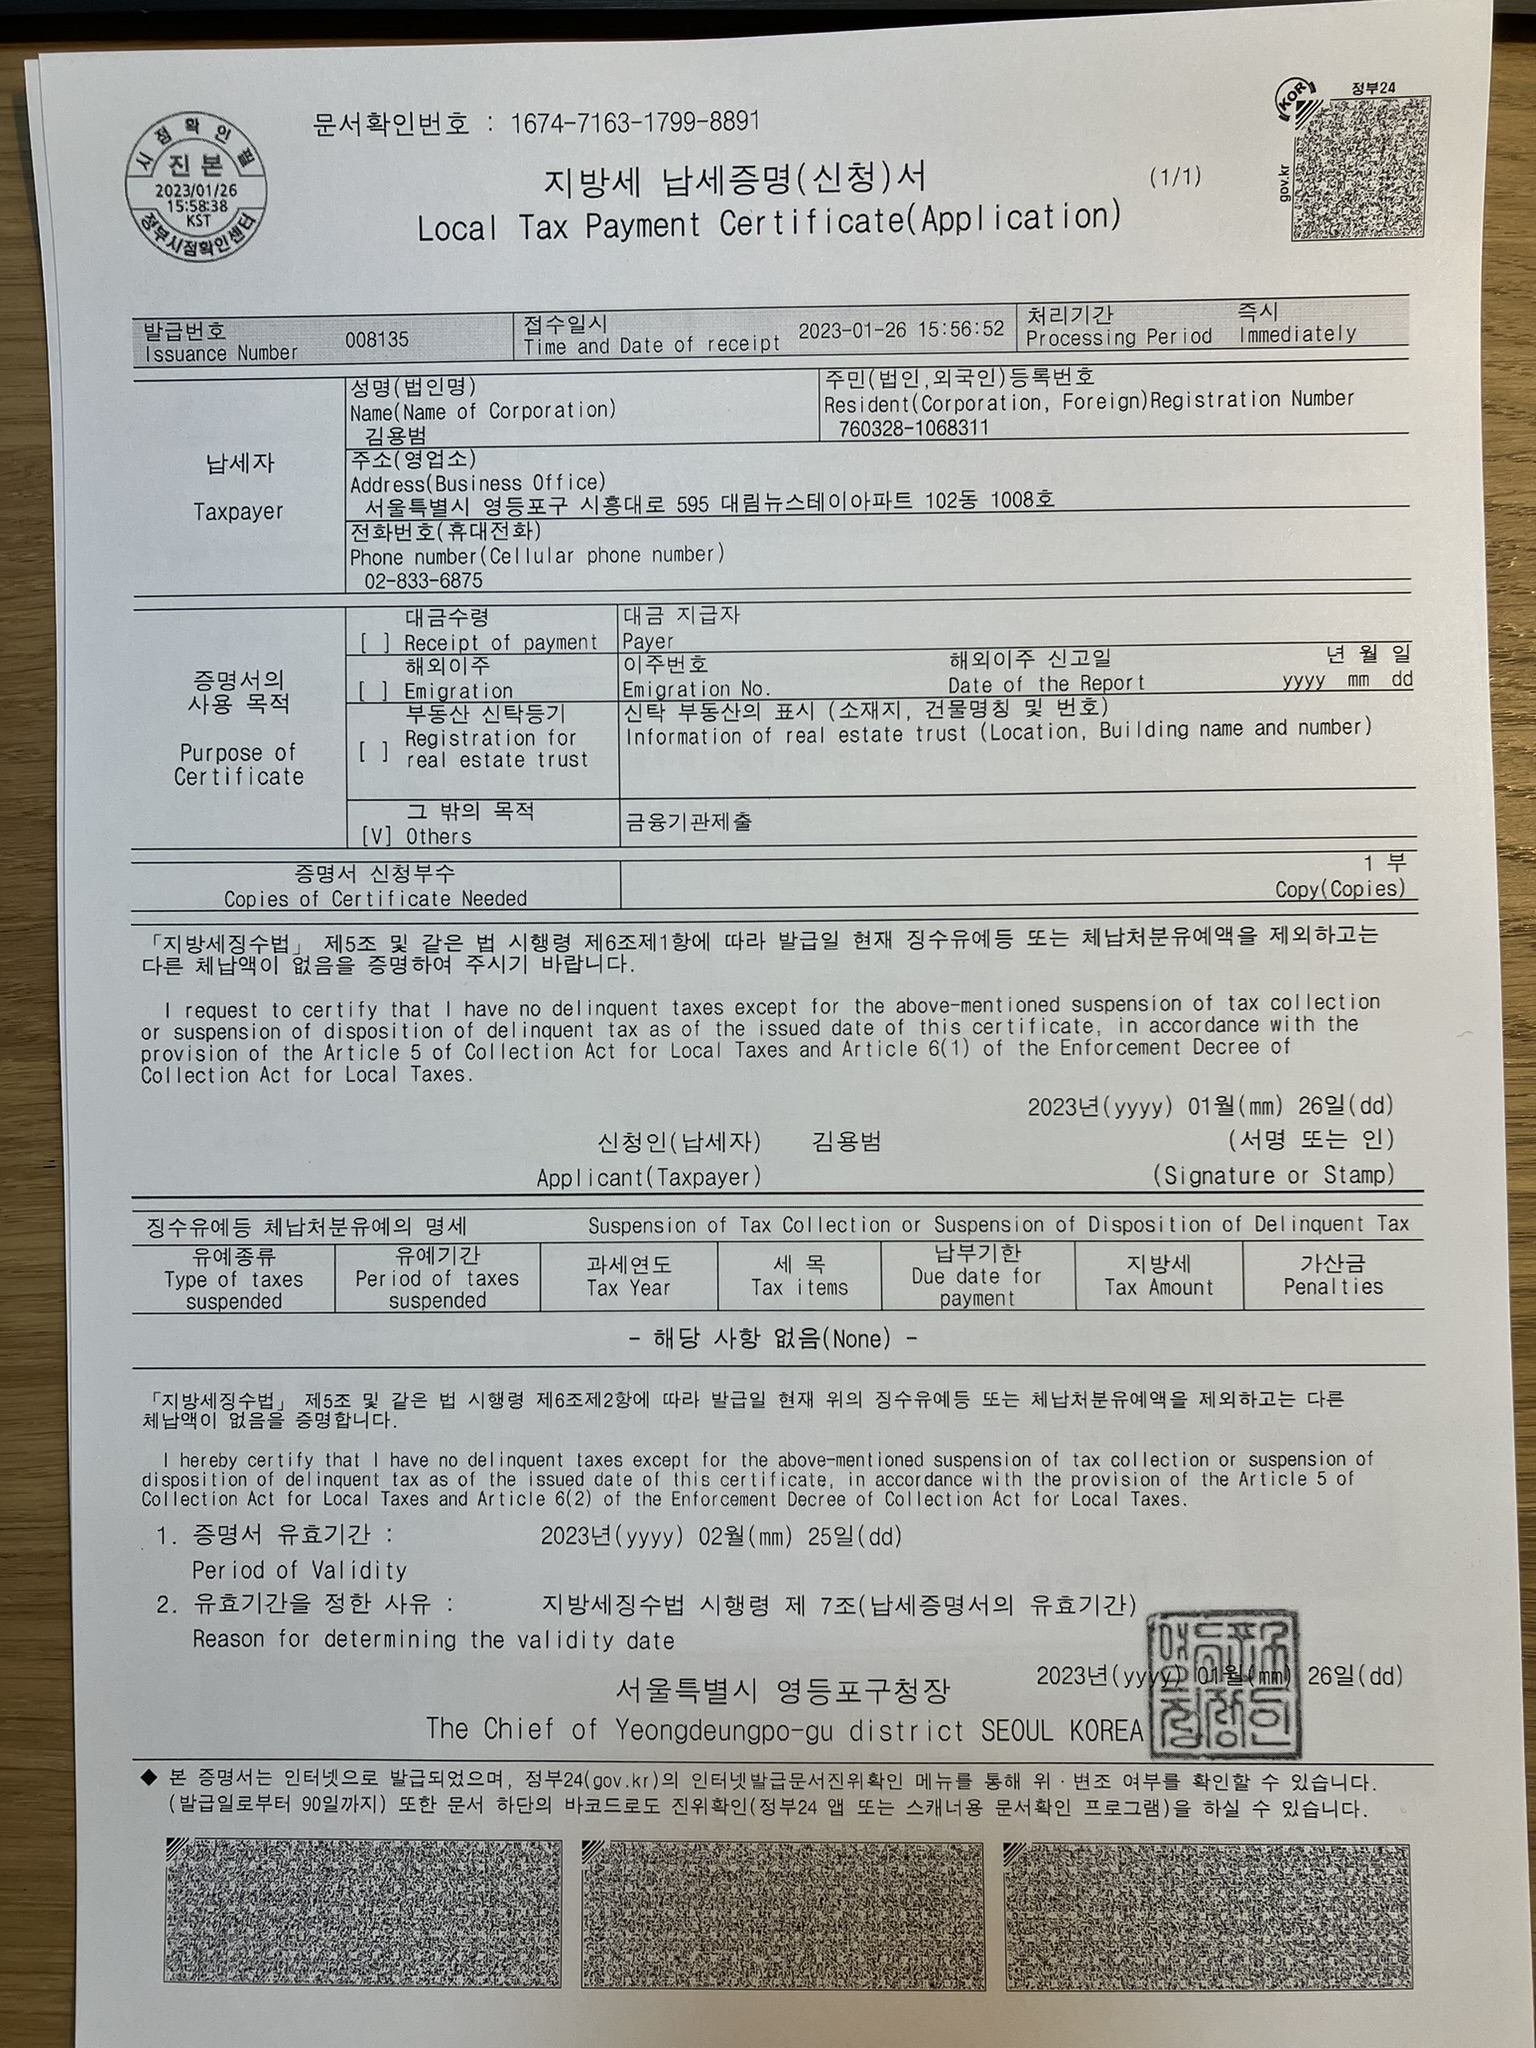 시점확인필
진본
2023/01/26
15:58:38
KST
정부시점확인센터
문서확인번호 : 1674-7163-1799-8891
KOR
정부24
gov.kr
지방세 납세증명(신청)서
(1/1)
Local Tax Payment Certificate(Application)
발급번호
Issuance Number
008135
접수일시
Time and Date of receipt
2023-01-26 15:56:52
처리기간
Processing Period
즉시
Immediately
납세자
Taxpayer
성명(법인명)
Name(Name of Corporation)
김용범
주민(법인,외국인)등록번호
Resident(Corporation, Foreign)Registration Number
760328-1068311
주소(영업소)
Address(Business Office)
서울특별시 영등포구 시흥대로 595 대림뉴스테이아파트 102동 1008호
전화번호(휴대전화)
Phone number(Cellular phone number)
02-833-6875
증명서의
사용 목적
Purpose of
Certificate
대금수령
[ ] Receipt of payment
대금 지급자
Payer
해외이주
[ ] Emigration
이주번호
Emigration No.
해외이주 신고일
Date of the Report
년 월 일
yyyy mm dd
부동산 신탁등기
[ ] Registration for
real estate trust
신탁 부동산의 표시 (소재지, 건물명칭 및 번호)
Information of real estate trust (Location, Building name and number)
그 밖의 목적
[V] Others
금융기관제출
증명서 신청부수
Copies of Certificate Needed
1 부
Copy(Copies)
「지방세징수법」 제5조 및 같은 법 시행령 제6조제1항에 따라 발급일 현재 징수유예등 또는 체납처분유예액을 제외하고는
다른 체납액이 없음을 증명하여 주시기 바랍니다.
I request to certify that I have no delinquent taxes except for the above-mentioned suspension of tax collection
or suspension of disposition of delinquent tax as of the issued date of this certificate, in accordance with the
provision of the Article 5 of Collection Act for Local Taxes and Article 6(1) of the Enforcement Decree of
Collection Act for Local Taxes.
2023년(yyyy) 01월(mm) 26일(dd)
신청인(납세자) 김용범 (서명 또는 인)
Applicant(Taxpayer) (Signature or Stamp)
징수유예등 체납처분유예의 명세 Suspension of Tax Collection or Suspension of Disposition of Delinquent Tax
유예종류
Type of taxes
suspended
유예기간
Period of taxes
suspended
과세연도
Tax Year
세 목
Tax items
납부기한
Due date for
payment
지방세
Tax Amount
가산금
Penalties
- 해당 사항 없음(None) -
「지방세징수법」 제5조 및 같은 법 시행령 제6조제2항에 따라 발급일 현재 위의 징수유예등 또는 체납처분유예액을 제외하고는 다른
체납액이 없음을 증명합니다.
I hereby certify that I have no delinquent taxes except for the above-mentioned suspension of tax collection or suspension of
disposition of delinquent tax as of the issued date of this certificate, in accordance with the provision of the Article 5 of
Collection Act for Local Taxes and Article 6(2) of the Enforcement Decree of Collection Act for Local Taxes.
1. 증명서 유효기간 : 2023년(yyyy) 02월(mm) 25일(dd)
Period of Validity
2. 유효기간을 정한 사유 : 지방세징수법 시행령 제 7조(납세증명서의 유효기간)
Reason for determining the validity date
2023년(yyyy) 01월(mm) 26일(dd)
서울특별시 영등포구청장
The Chief of Yeongdeungpo-gu district SEOUL KOREA
◆ 본 증명서는 인터넷으로 발급되었으며, 정부24(gov.kr)의 인터넷발급문서진위확인 메뉴를 통해 위·변조 여부를 확인할 수 있습니다.
(발급일로부터 90일까지) 또한 문서 하단의 바코드로도 진위확인(정부24 앱 또는 스캐너용 문서확인 프로그램)을 하실 수 있습니다.